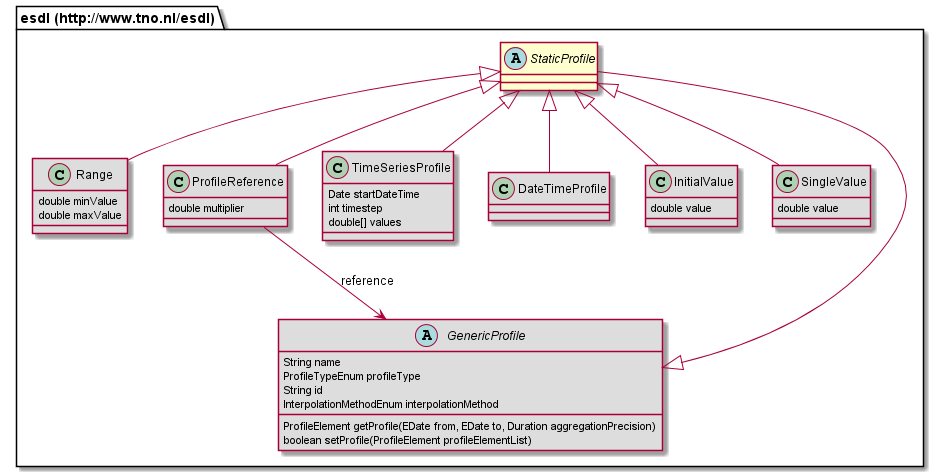 esdl (http://www.tno.nl/esdl)
A StaticProfile
C Range
double minValue
double maxValue
C ProfileReference
double multiplier
C TimeSeriesProfile
Date startDateTime
int timestep
double[] values
C DateTimeProfile
C InitialValue
double value
C SingleValue
double value
reference
A GenericProfile
String name
ProfileTypeEnum profileType
String id
InterpolationMethodEnum interpolationMethod
ProfileElement getProfile(EDate from, EDate to, Duration aggregationPrecision)
boolean setProfile(ProfileElement profileElementList)